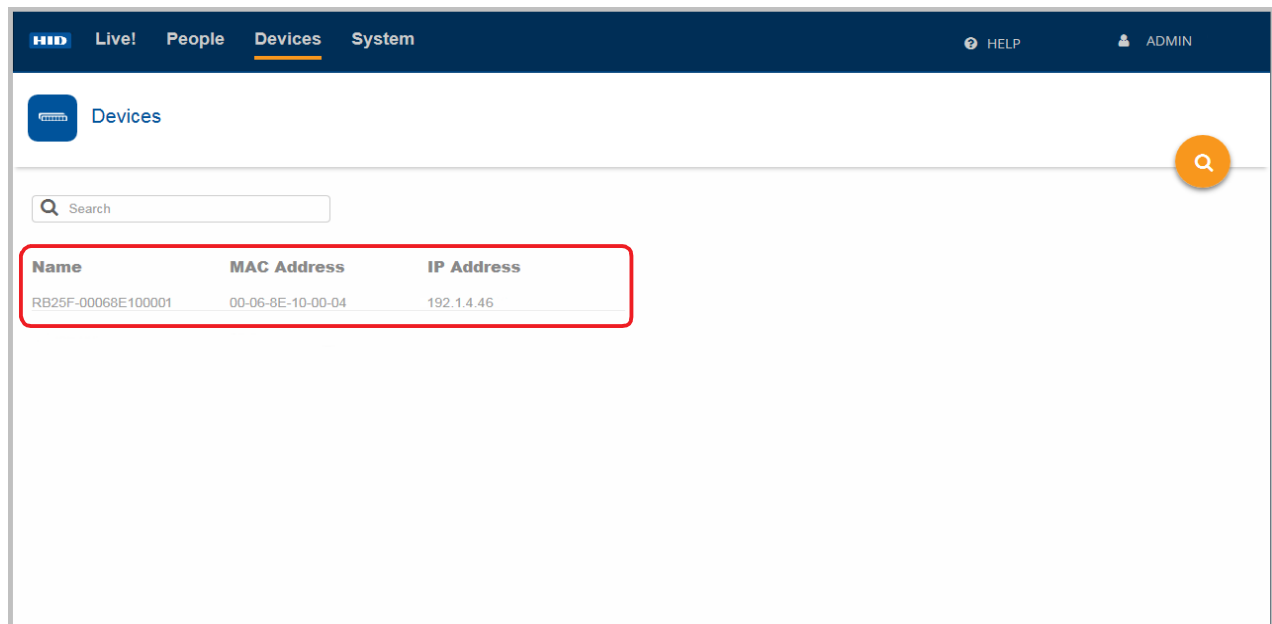 HID Live! People Devices System HELP ADMIN
Devices
Search
Name MAC Address IP Address
RB25F-00068E100001 00-06-8E-10-00-04 192.1.4.46